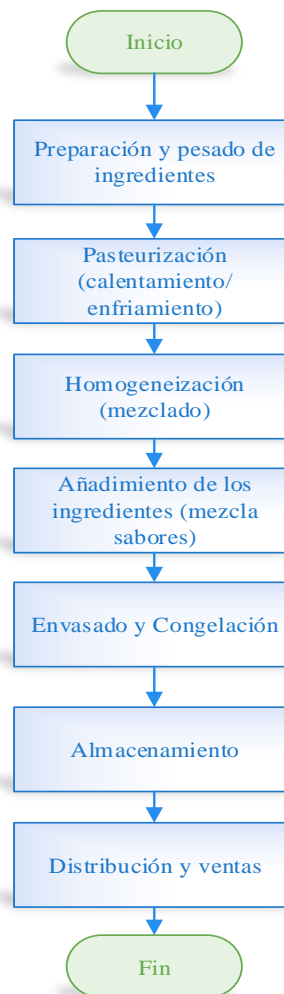 Inicio
Preparación y pesado de
ingredientes
Pasteurización
(calentamiento/
enfriamiento)
Homogeneización
(mezclado)
Añadimiento de los
ingredientes (mezcla
sabores)
Envasado y Congelación
Almacenamiento
Distribución y ventas
Fin